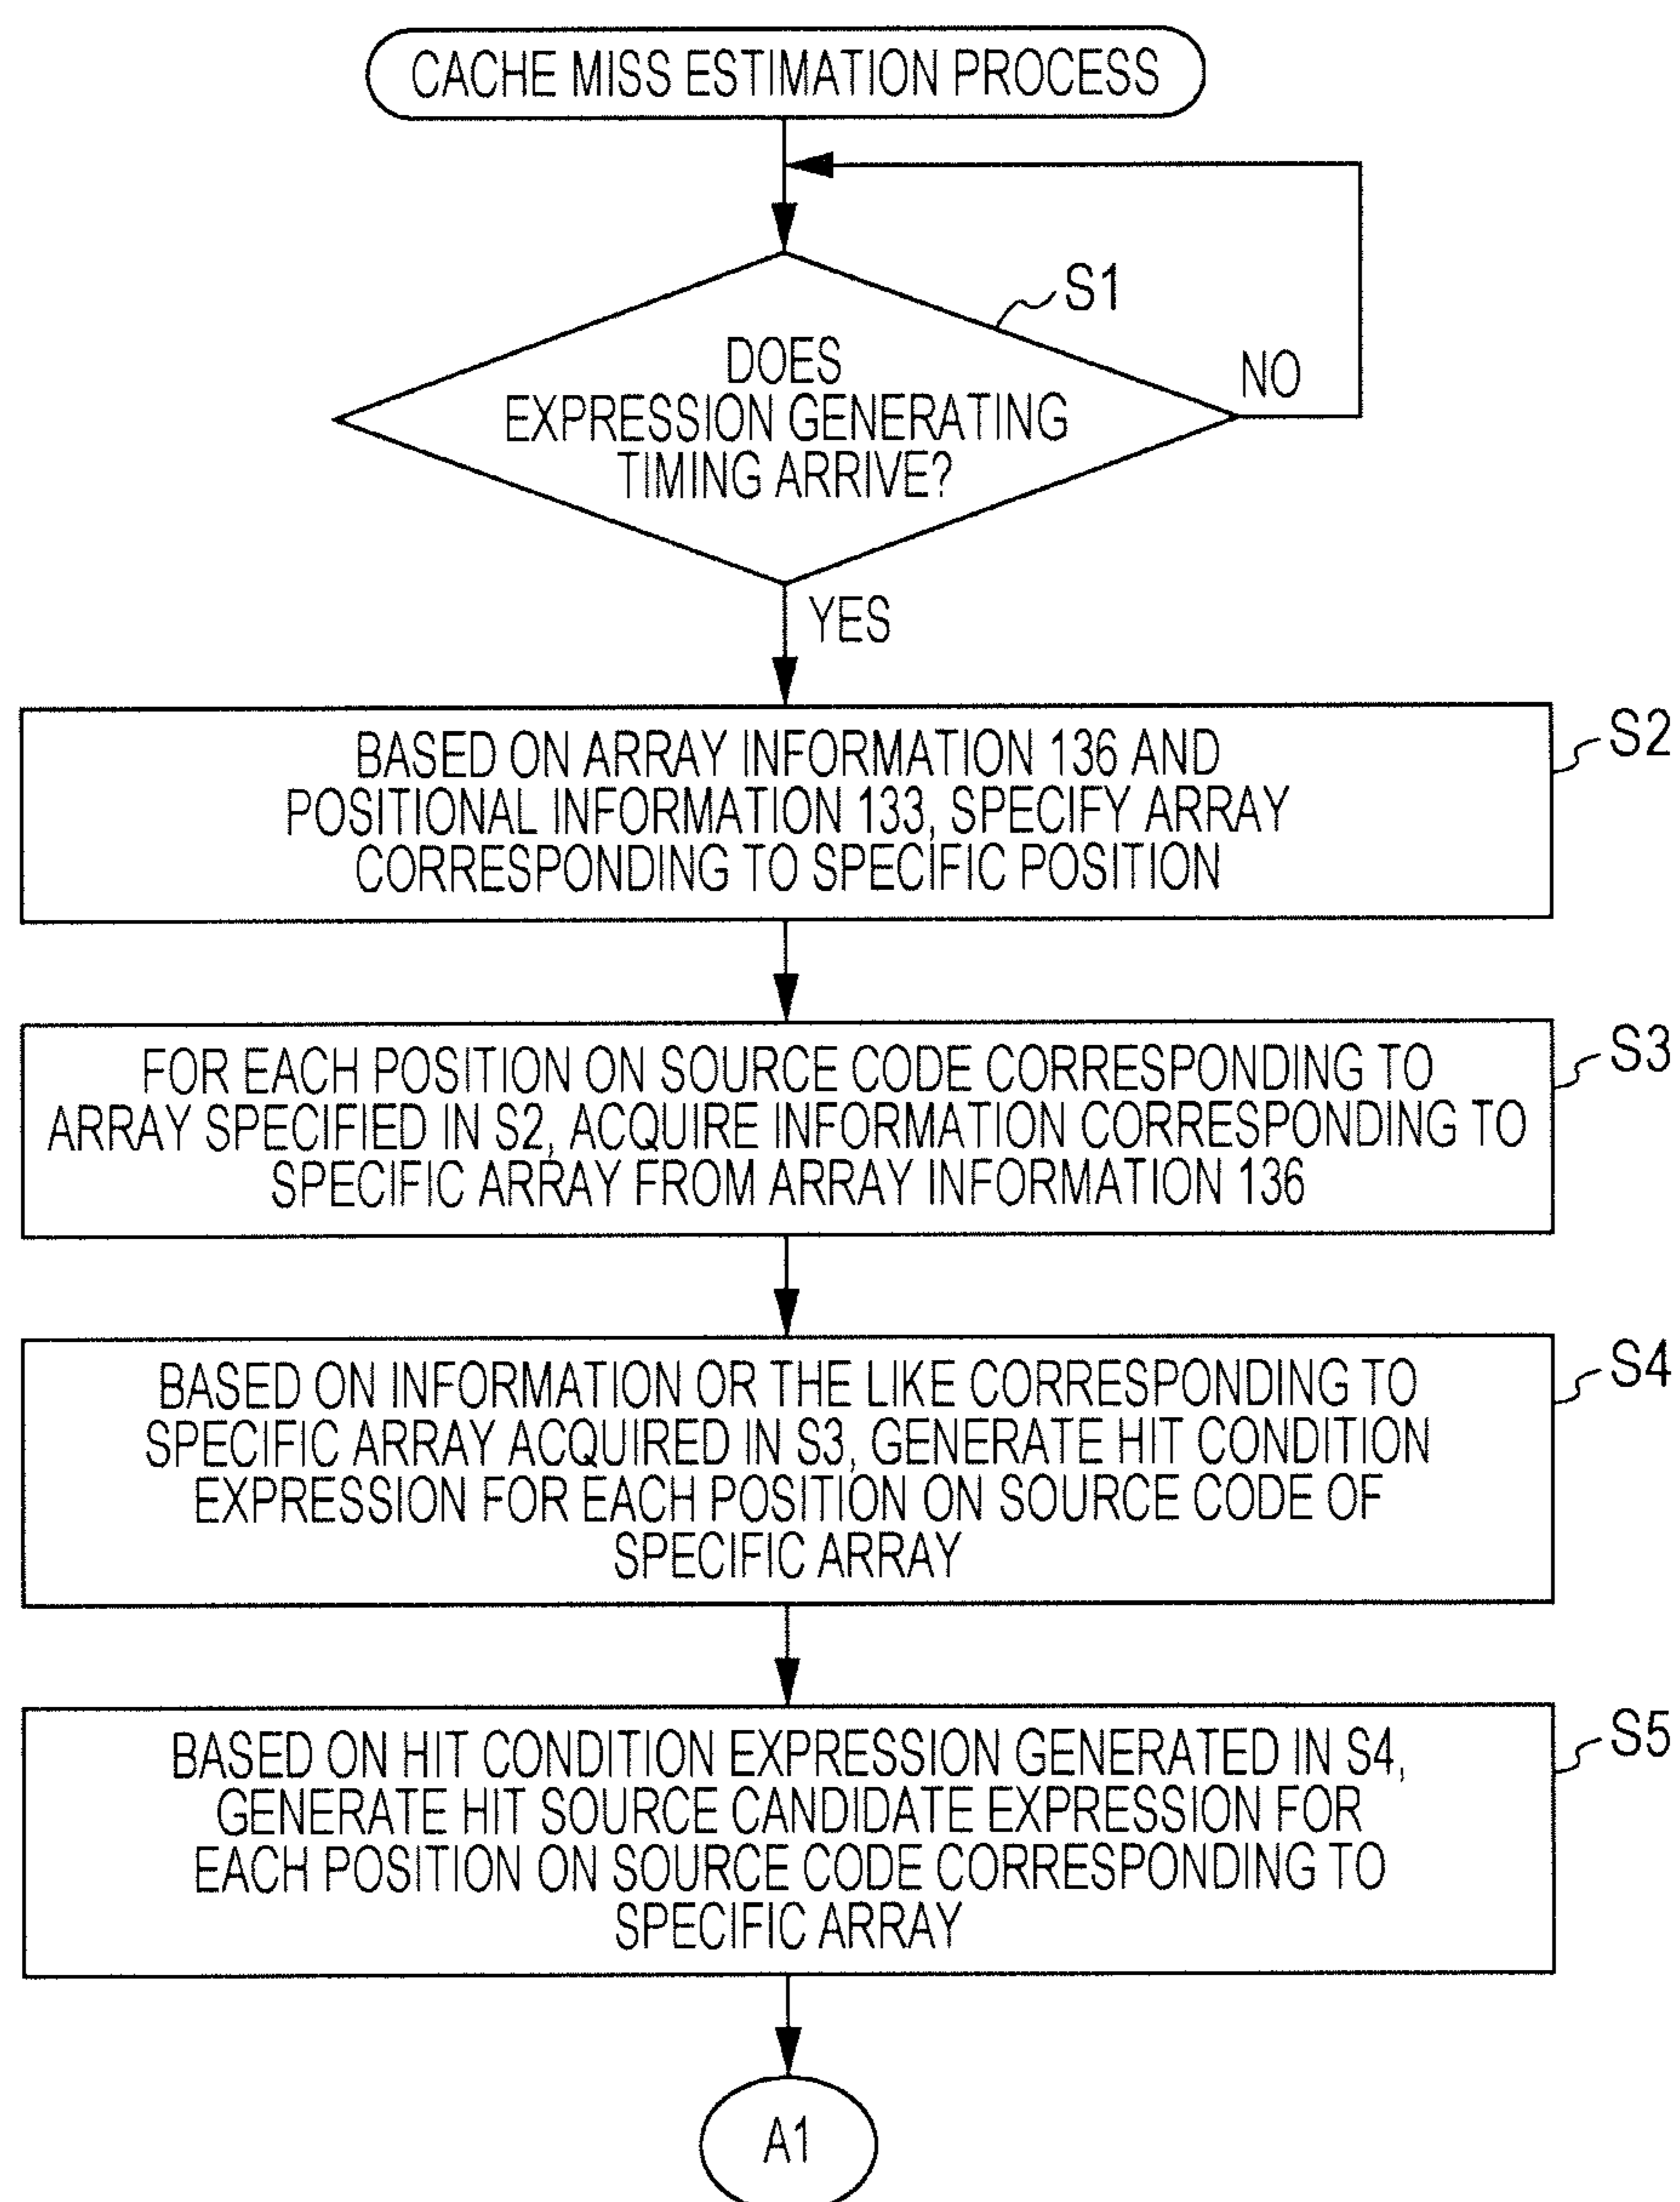 CACHE MISS ESTIMATION PROCESS
S1
DOES
EXPRESSION GENERATING
TIMING ARRIVE?
NO
YES
S2
BASED ON ARRAY INFORMATION 136 AND
POSITIONAL INFORMATION 133, SPECIFY ARRAY
CORRESPONDING TO SPECIFIC POSITION
S3
FOR EACH POSITION ON SOURCE CODE CORRESPONDING TO
ARRAY SPECIFIED IN S2, ACQUIRE INFORMATION CORRESPONDING TO
SPECIFIC ARRAY FROM ARRAY INFORMATION 136
S4
BASED ON INFORMATION OR THE LIKE CORRESPONDING TO
SPECIFIC ARRAY ACQUIRED IN S3, GENERATE HIT CONDITION
EXPRESSION FOR EACH POSITION ON SOURCE CODE OF
SPECIFIC ARRAY
S5
BASED ON HIT CONDITION EXPRESSION GENERATED IN S4,
GENERATE HIT SOURCE CANDIDATE EXPRESSION FOR
EACH POSITION ON SOURCE CODE CORRESPONDING TO
SPECIFIC ARRAY
A1